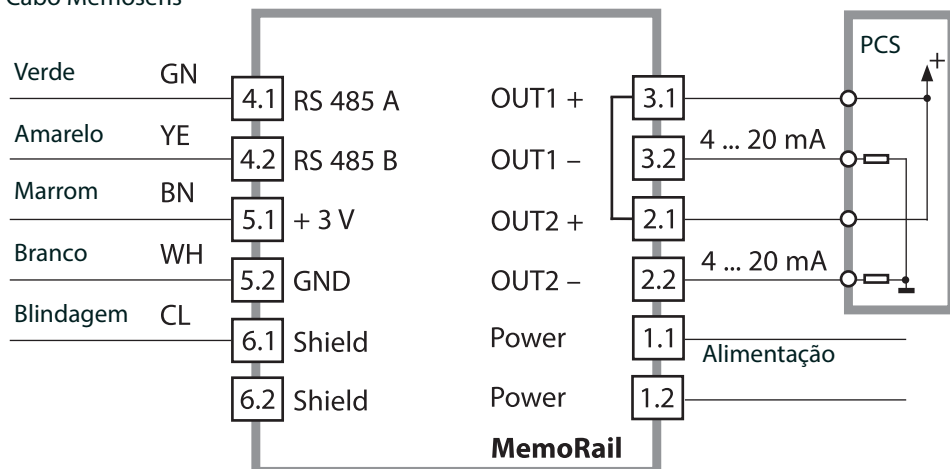 Cabo Memosens
PCS
+
Verde GN 4.1 RS 485 A OUT1 + 3.1
Amarelo YE 4.2 RS 485 B OUT1 – 3.2 4 ... 20 mA
Marrom BN 5.1 + 3 V OUT2 + 2.1
Branco WH 5.2 GND OUT2 – 2.2 4 ... 20 mA
Blindagem CL 6.1 Shield Power 1.1 Alimentação
6.2 Shield Power 1.2
MemoRail